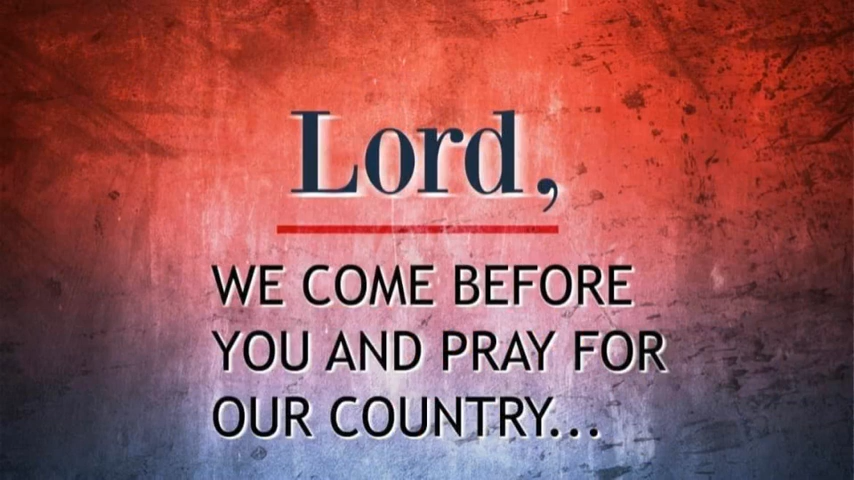 Lord,
WE COME BEFORE
YOU AND PRAY FOR
OUR COUNTRY...